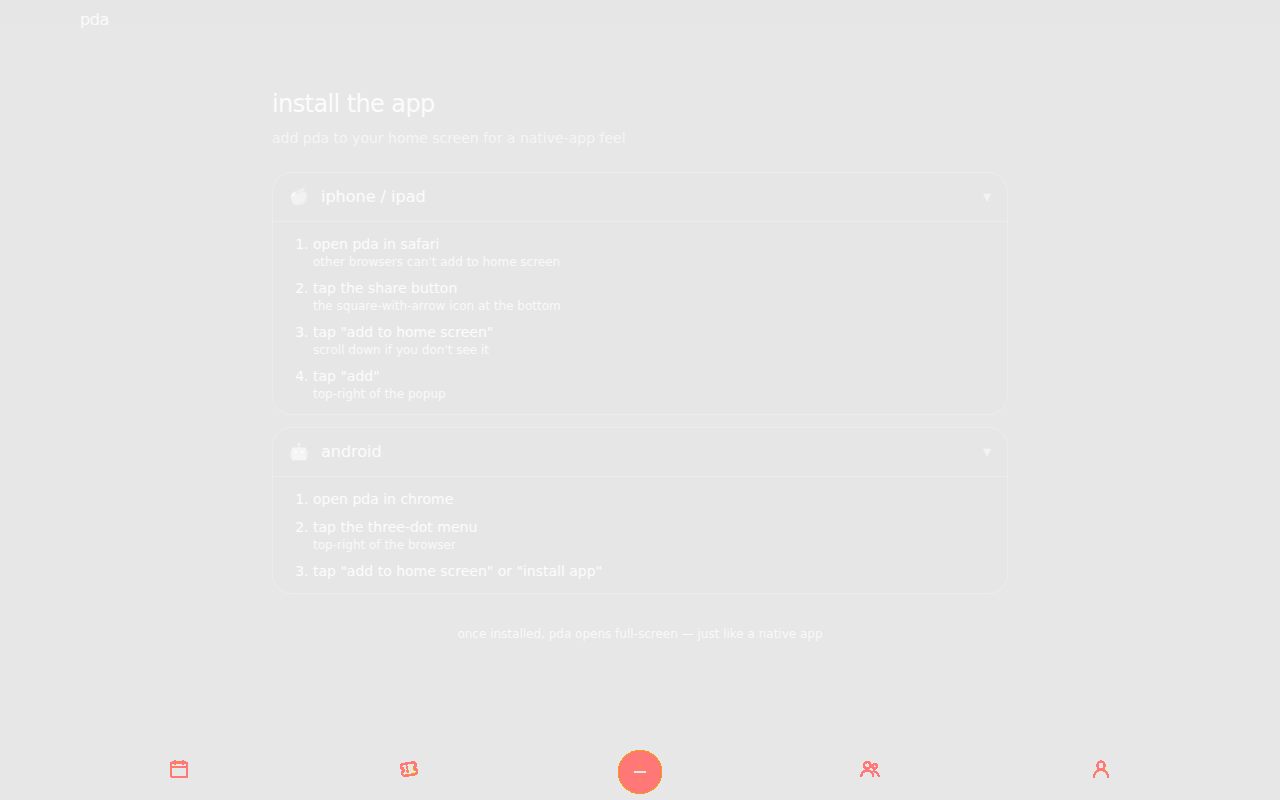 pda
install the app
add pda to your home screen for a native-app feel
iphone / ipad ▼
1. open pda in safari
other browsers can't add to home screen
2. tap the share button
the square-with-arrow icon at the bottom
3. tap "add to home screen"
scroll down if you don't see it
4. tap "add"
top-right of the popup
android ▼
1. open pda in chrome
2. tap the three-dot menu
top-right of the browser
3. tap "add to home screen" or "install app"
once installed, pda opens full-screen — just like a native app